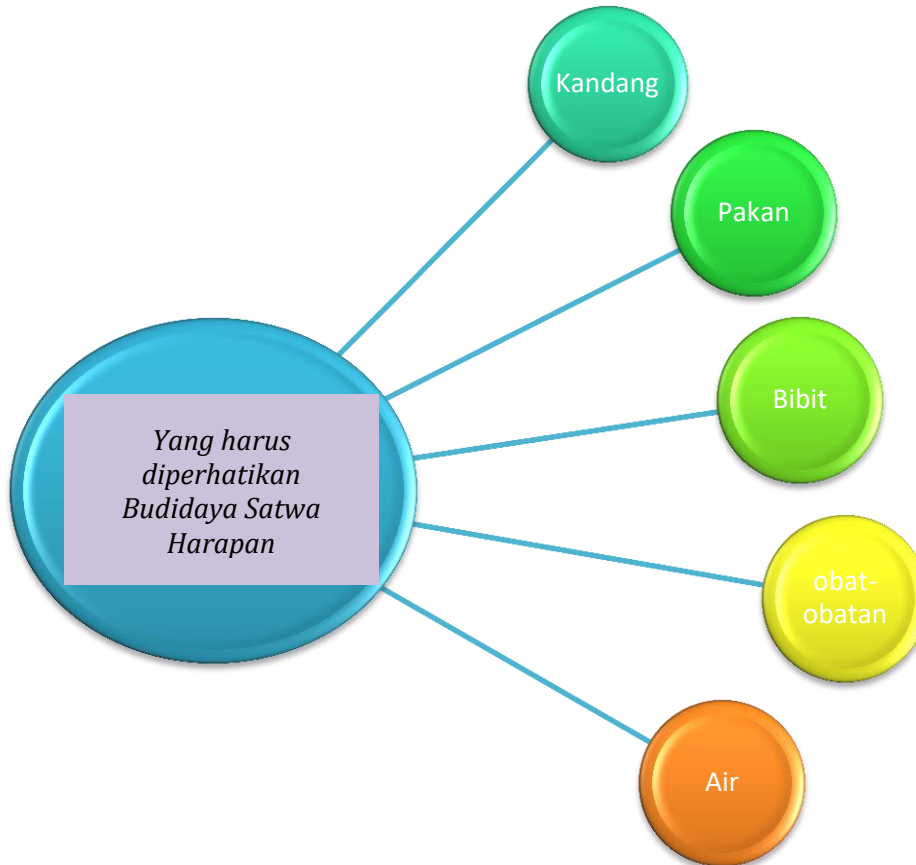 Kandang
Pakan
Bibit
Yang harus
diperhatikan
Budidaya Satwa
Harapan
obat-
obatan
Air